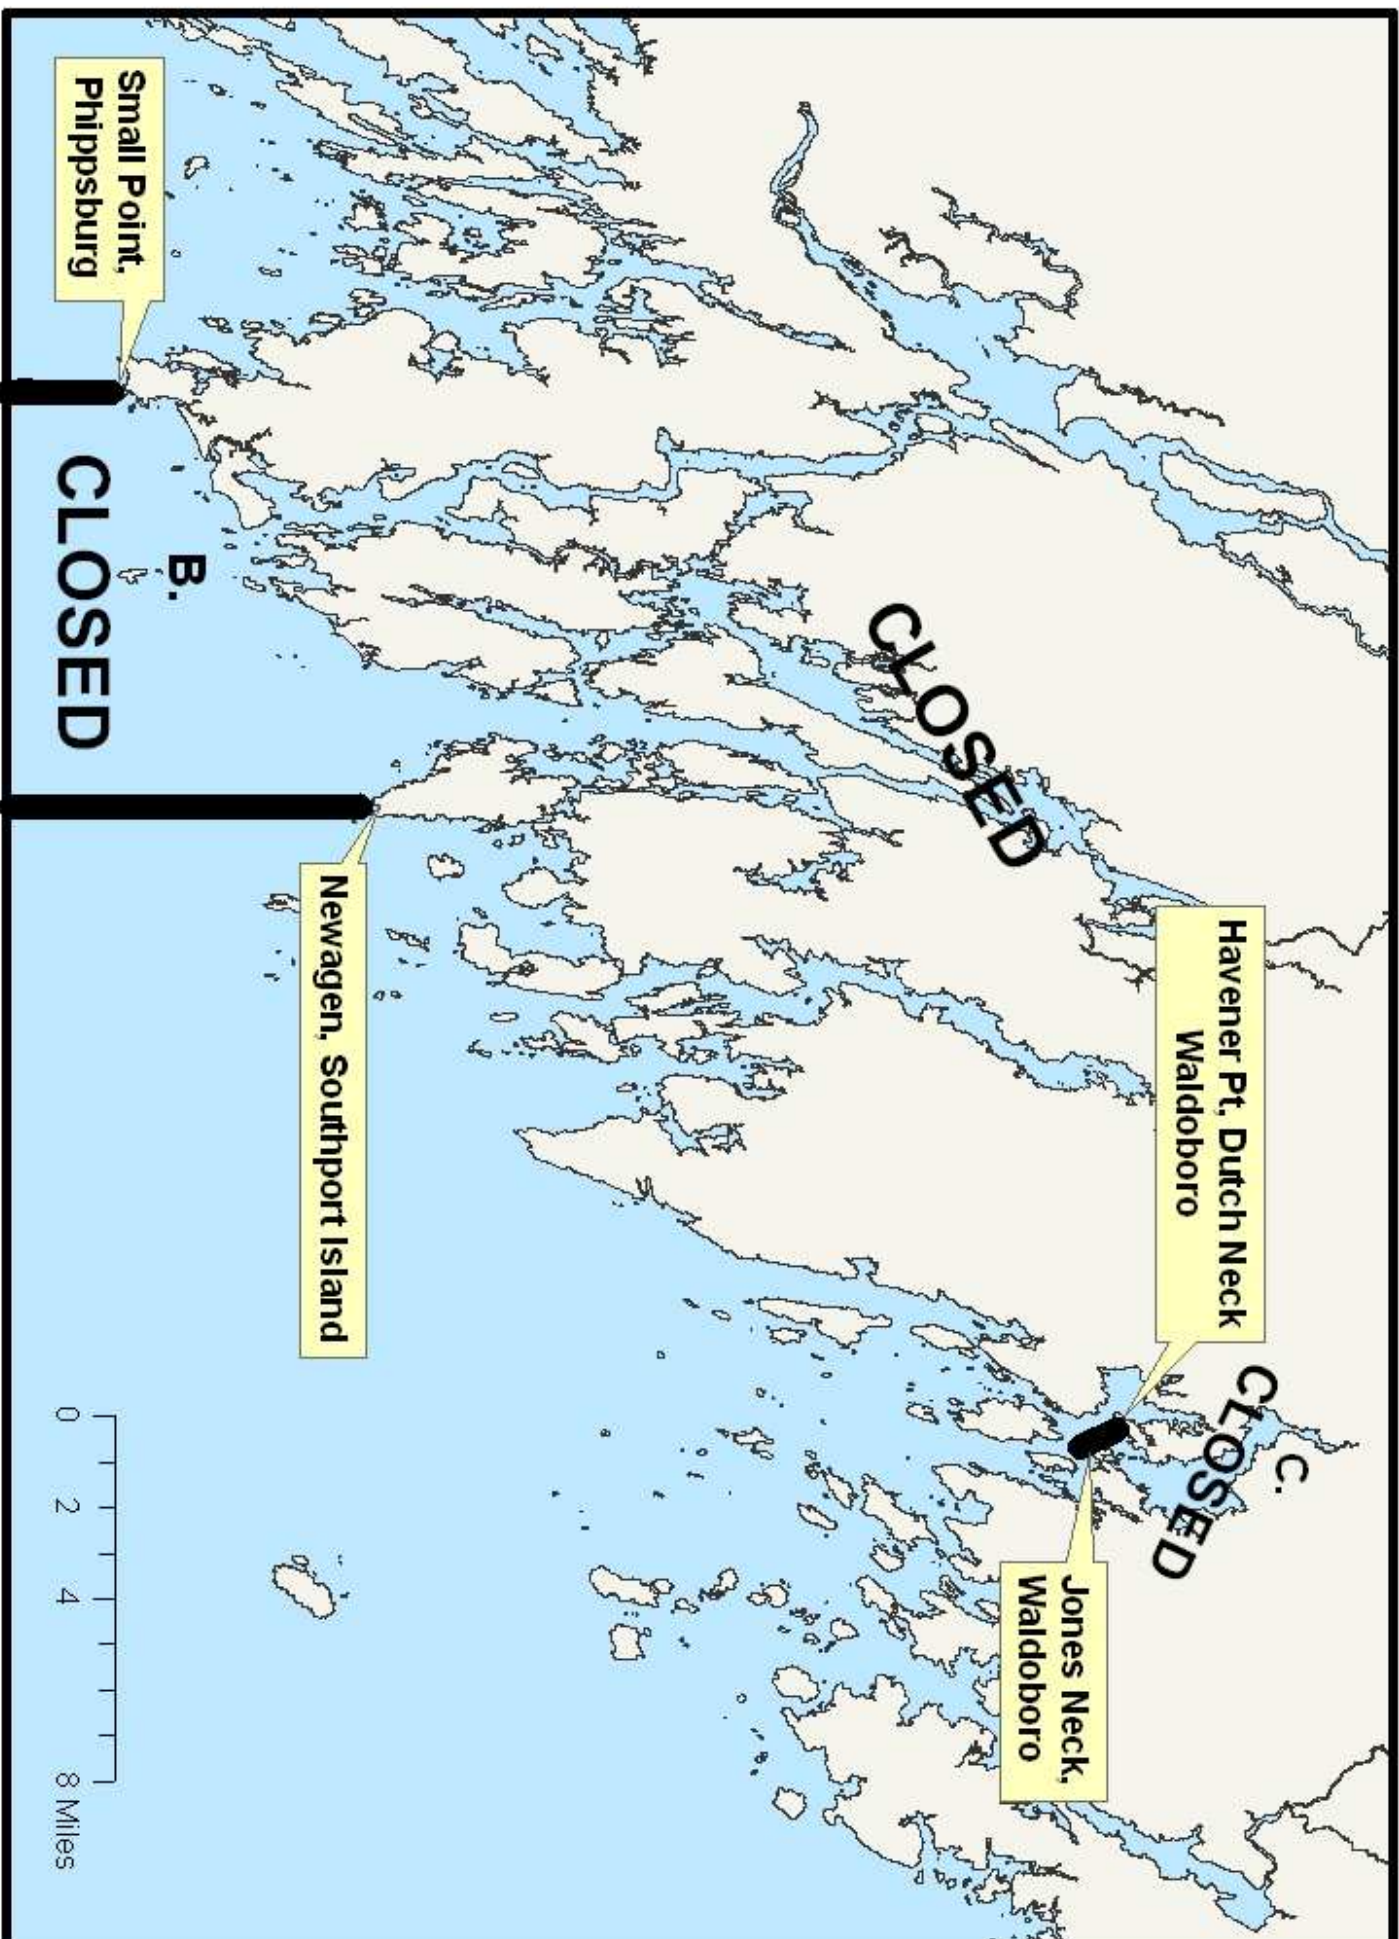 Small Point,
Phippsburg
B.
CLOSED
CLOSED
Newagen, Southport Island
Havener Pt, Dutch Neck
Waldoboro
C.
CLOSED
Jones Neck,
Waldoboro
0 2 4 8 Miles